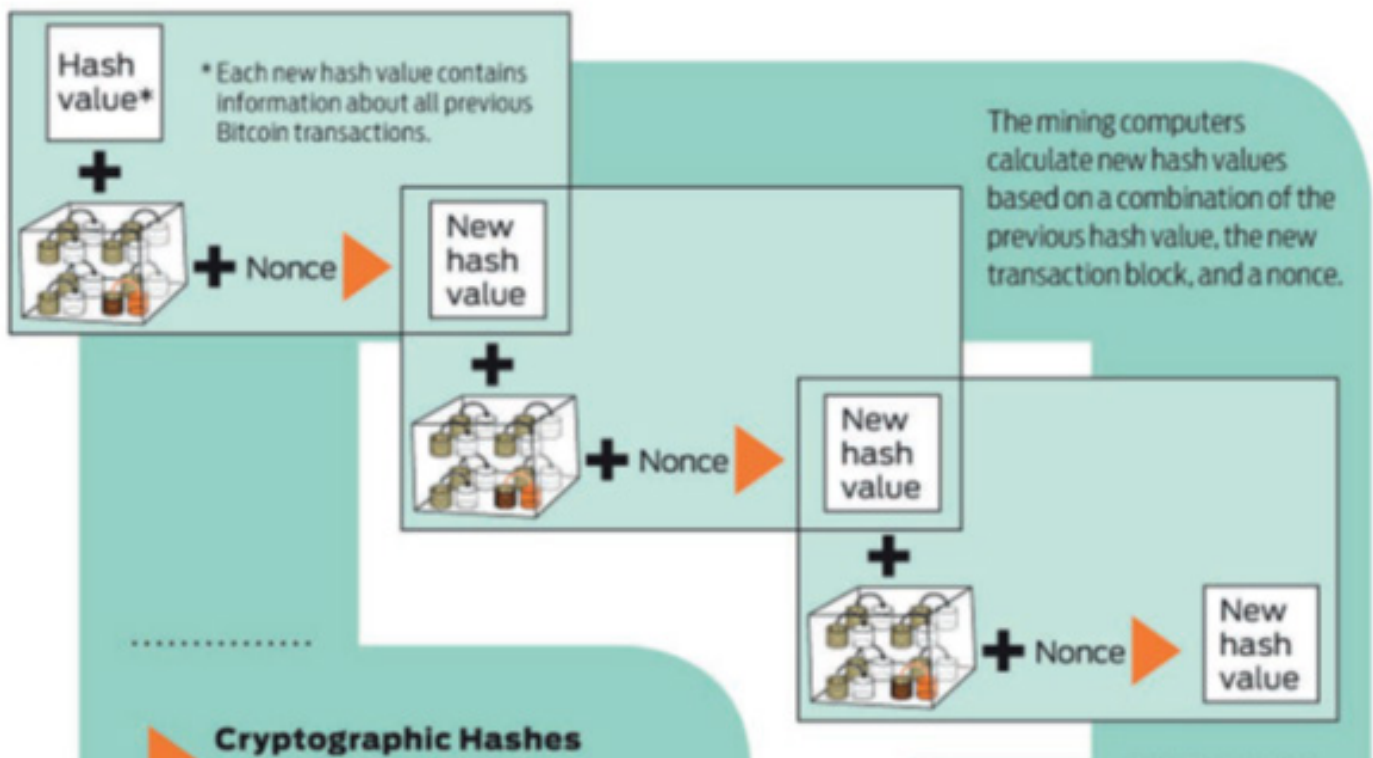 Hash
value*
* Each new hash value contains
information about all previous
Bitcoin transactions.
The mining computers
calculate new hash values
based on a combination of the
previous hash value, the new
transaction block, and a nonce.
+
+ Nonce
New
hash
value
+
+ Nonce
New
hash
value
+
+ Nonce
New
hash
value
Cryptographic Hashes